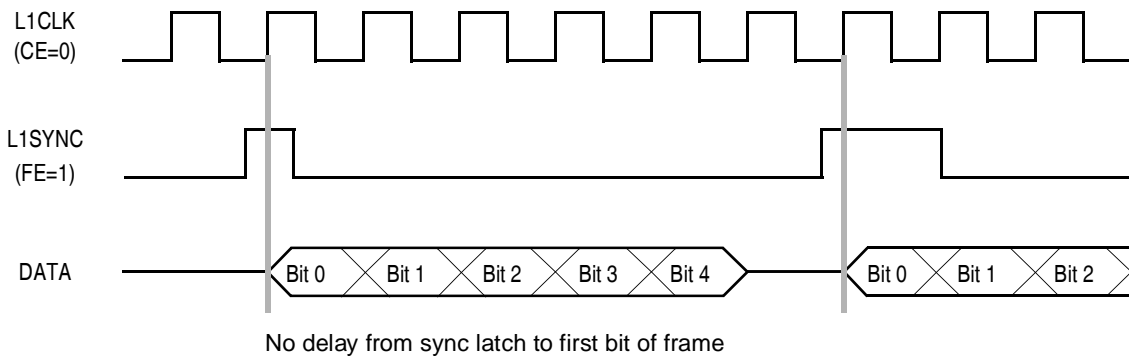 L1CLK
(CE=0)
L1SYNC
(FE=1)
DATA
Bit 0 Bit 1 Bit 2 Bit 3 Bit 4 Bit 0 Bit 1 Bit 2
No delay from sync latch to first bit of frame